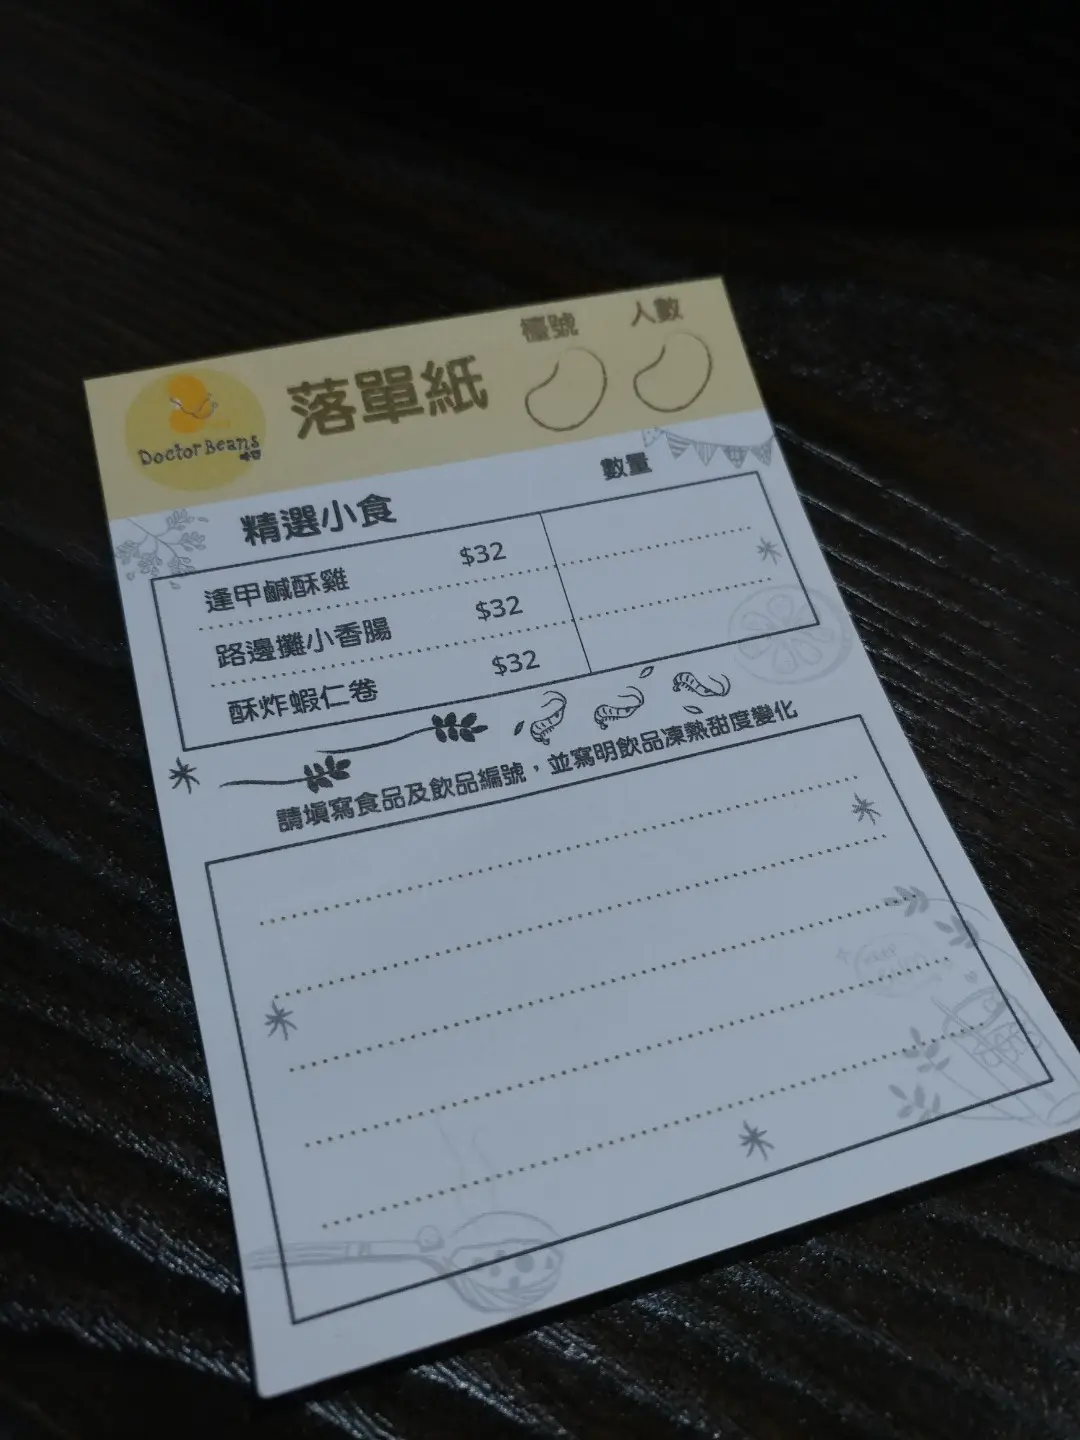 檯號 人數
落單紙
Doctor Beans
精選小食 數量
逢甲鹹酥雞 $32
路邊攤小香腸 $32
酥炸蝦仁卷 $32
請填寫食品及飲品編號，並寫明飲品凍熱甜度變化